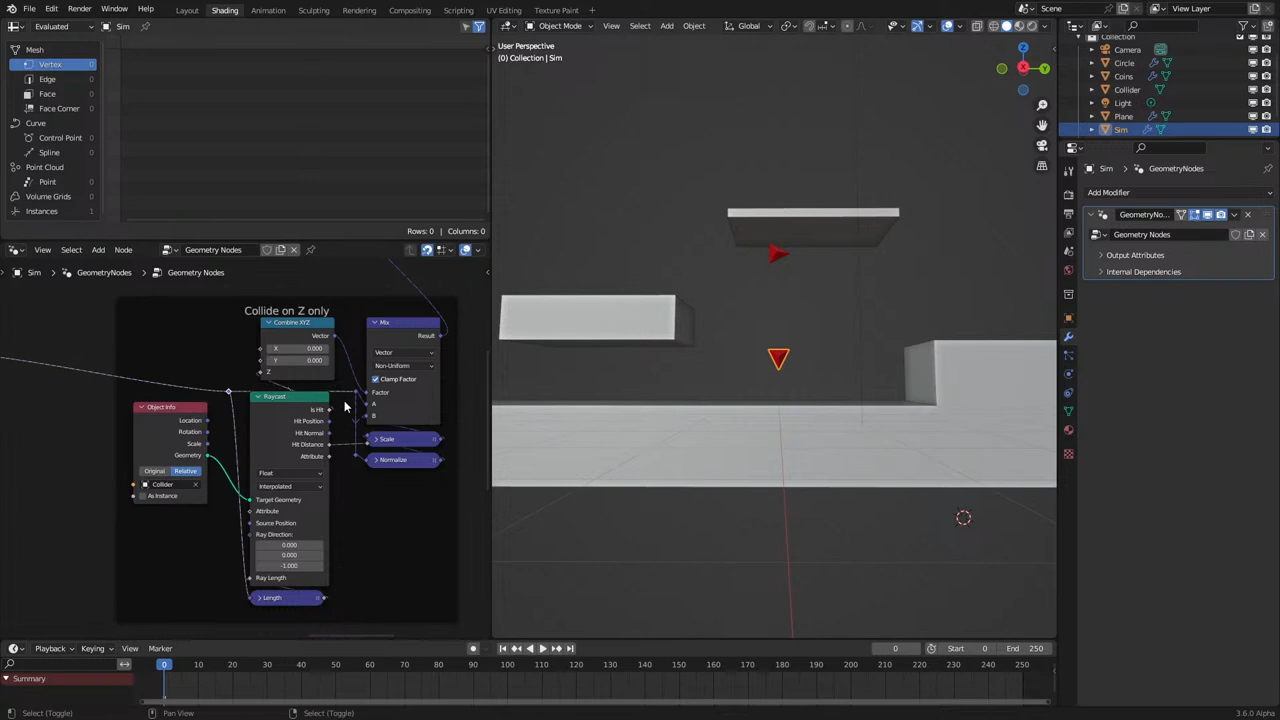 File Edit Render Window Help Layout Shading Animation Sculpting Rendering Compositing Scripting UV Editing Texture Paint Scene View Layer
Evaluated Sim
Object Mode View Select Add Object Global
Mesh
Vertex 0
Edge 0
Face 0
Face Corner 0
Curve
Control Point 0
Spline 0
Point Cloud
Point 0
Volume Grids
Instances 1
Rows: 0 | Columns: 0
View Select Add Node Geometry Nodes
Sim GeometryNodes Geometry Nodes
Collide on Z only
Combine XYZ
Vector
X 0.000
Y 0.000
Z
Mix
Result
Vector
Non-Uniform
Clamp Factor
Factor
A
B
Object Info
Location
Rotation
Scale
Geometry
Original Relative
Collider
As Instance
Raycast
Is Hit
Hit Position
Hit Normal
Hit Distance
Attribute
Float
Interpolated
Target Geometry
Attribute
Source Position
Ray Direction:
0.000
0.000
-1.000
Ray Length
Length
Scale
Normalize
User Perspective
(0) Collection | Sim
X
Y
Z
Collection
Camera
Circle
Coins
Collider
Light
Plane
Sim
Sim GeometryNodes
Add Modifier
GeometryNo...
Geometry Nodes
Output Attributes
Internal Dependencies
Playback Keying View Marker 0 Start 0 End 250
0 10 20 30 40 50 60 70 80 90 100 110 120 130 140 150 160 170 180 190 200 210 220 230 240 250
Summary
Select (Toggle) Pan View Select (Toggle) 3.6.0 Alpha